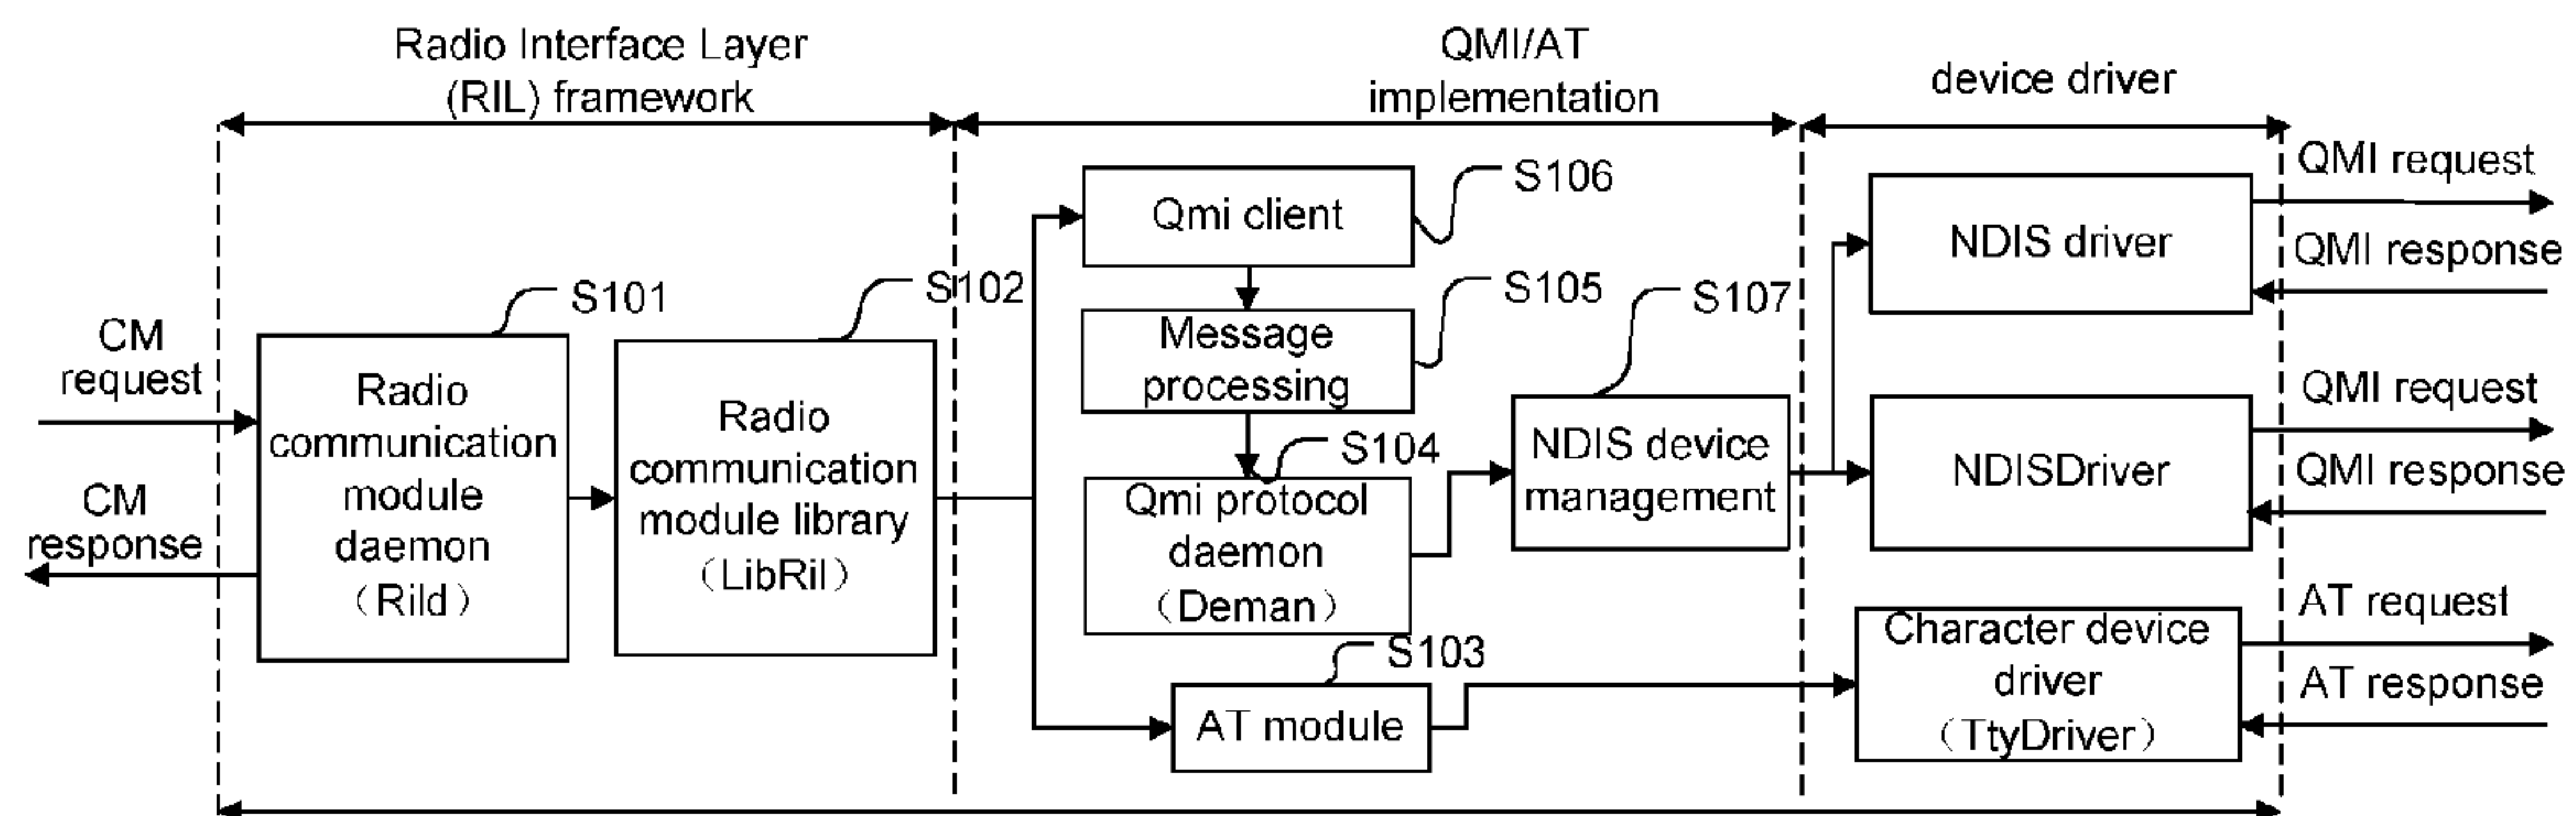 Radio Interface Layer
(RIL) framework
QMI/AT
implementation
device driver
CM
request
CM
response
S101
Radio
communication
module
daemon
（Rild）
S102
Radio
communication
module library
（LibRil）
S106
Qmi client
S105
Message
processing
S104
Qmi protocol
daemon
（Deman）
S103
AT module
S107
NDIS device
management
NDIS driver
QMI request
QMI response
NDISDriver
QMI request
QMI response
Character device
driver
（TtyDriver）
AT request
AT response